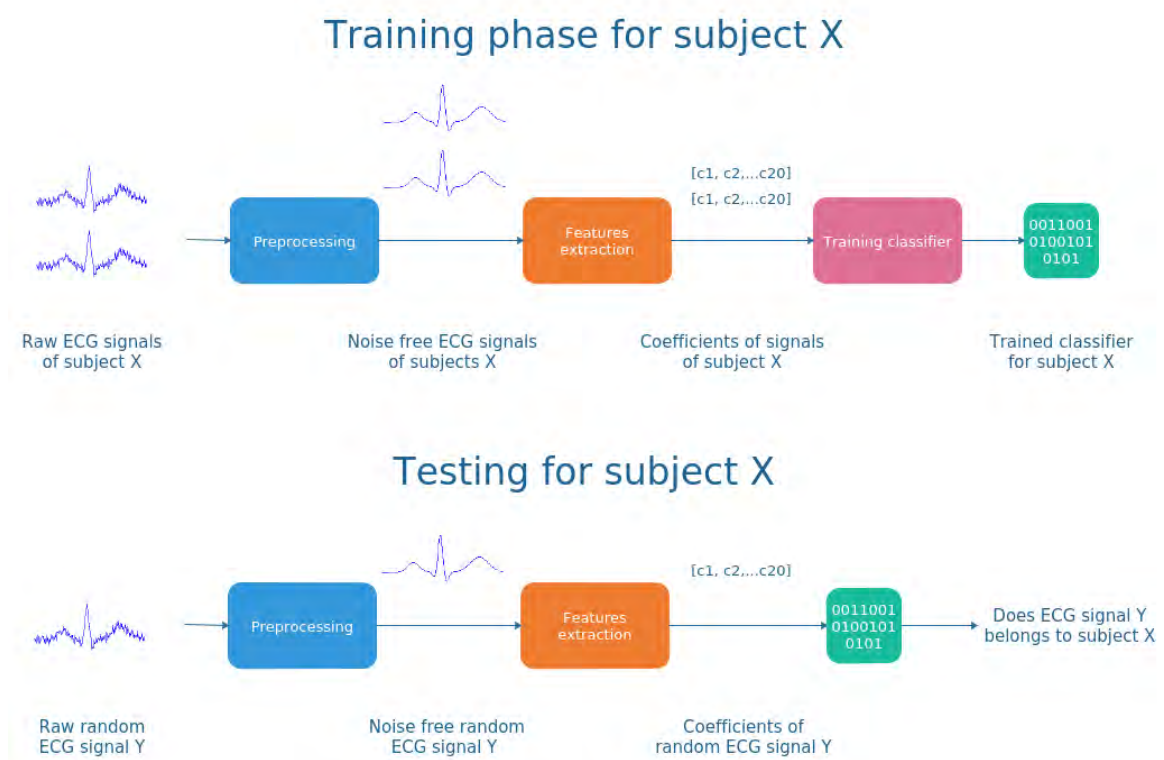 Training phase for subject X
[c1, c2,...c20]
[c1, c2,...c20]
Preprocessing
Features
extraction
Training classifier
0011001
0100101
0101
Raw ECG signals
of subject X
Noise free ECG signals
of subjects X
Coefficients of signals
of subject X
Trained classifier
for subject X
Testing for subject X
[c1, c2,...c20]
Preprocessing
Features
extraction
0011001
0100101
0101
Does ECG signal Y
belongs to subject X
Raw random
ECG signal Y
Noise free random
ECG signal Y
Coefficients of
random ECG signal Y